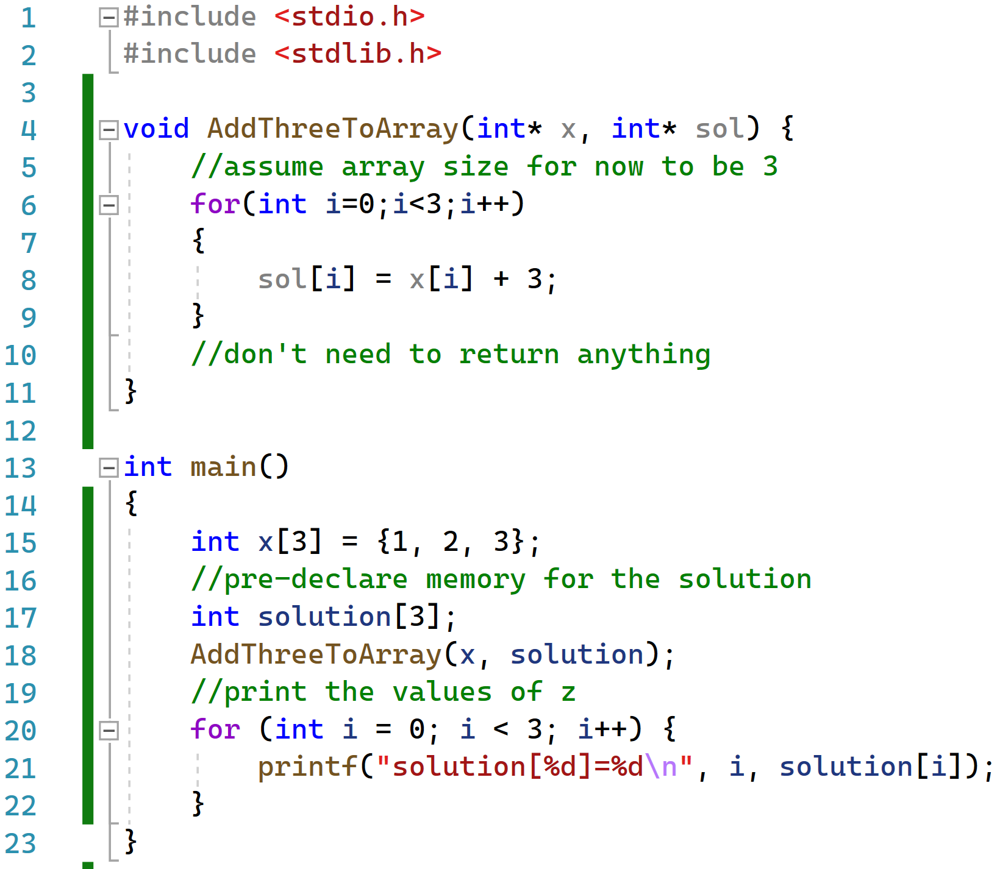 1 #include <stdio.h>
2 #include <stdlib.h>
3
4 void AddThreeToArray(int* x, int* sol) {
5     //assume array size for now to be 3
6     for(int i=0;i<3;i++)
7     {
8         sol[i] = x[i] + 3;
9     }
10     //don't need to return anything
11 }
12
13 int main()
14 {
15     int x[3] = {1, 2, 3};
16     //pre-declare memory for the solution
17     int solution[3];
18     AddThreeToArray(x, solution);
19     //print the values of z
20     for (int i = 0; i < 3; i++) {
21         printf("solution[%d]=%d\n", i, solution[i]);
22     }
23 }